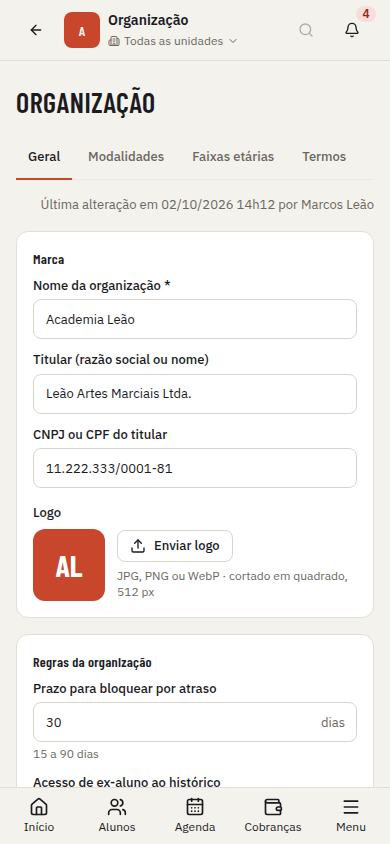 A
Organização
Todas as unidades
4
ORGANIZAÇÃO
Geral
Modalidades
Faixas etárias
Termos
Última alteração em 02/10/2026 14h12 por Marcos Leão
Marca
Nome da organização *
Academia Leão
Titular (razão social ou nome)
Leão Artes Marciais Ltda.
CNPJ ou CPF do titular
11.222.333/0001-81
Logo
AL
Enviar logo
JPG, PNG ou WebP · cortado em quadrado,
512 px
Regras da organização
Prazo para bloquear por atraso
30
dias
15 a 90 dias
Acesso de ex-aluno ao histórico
Início
Alunos
Agenda
Cobranças
Menu